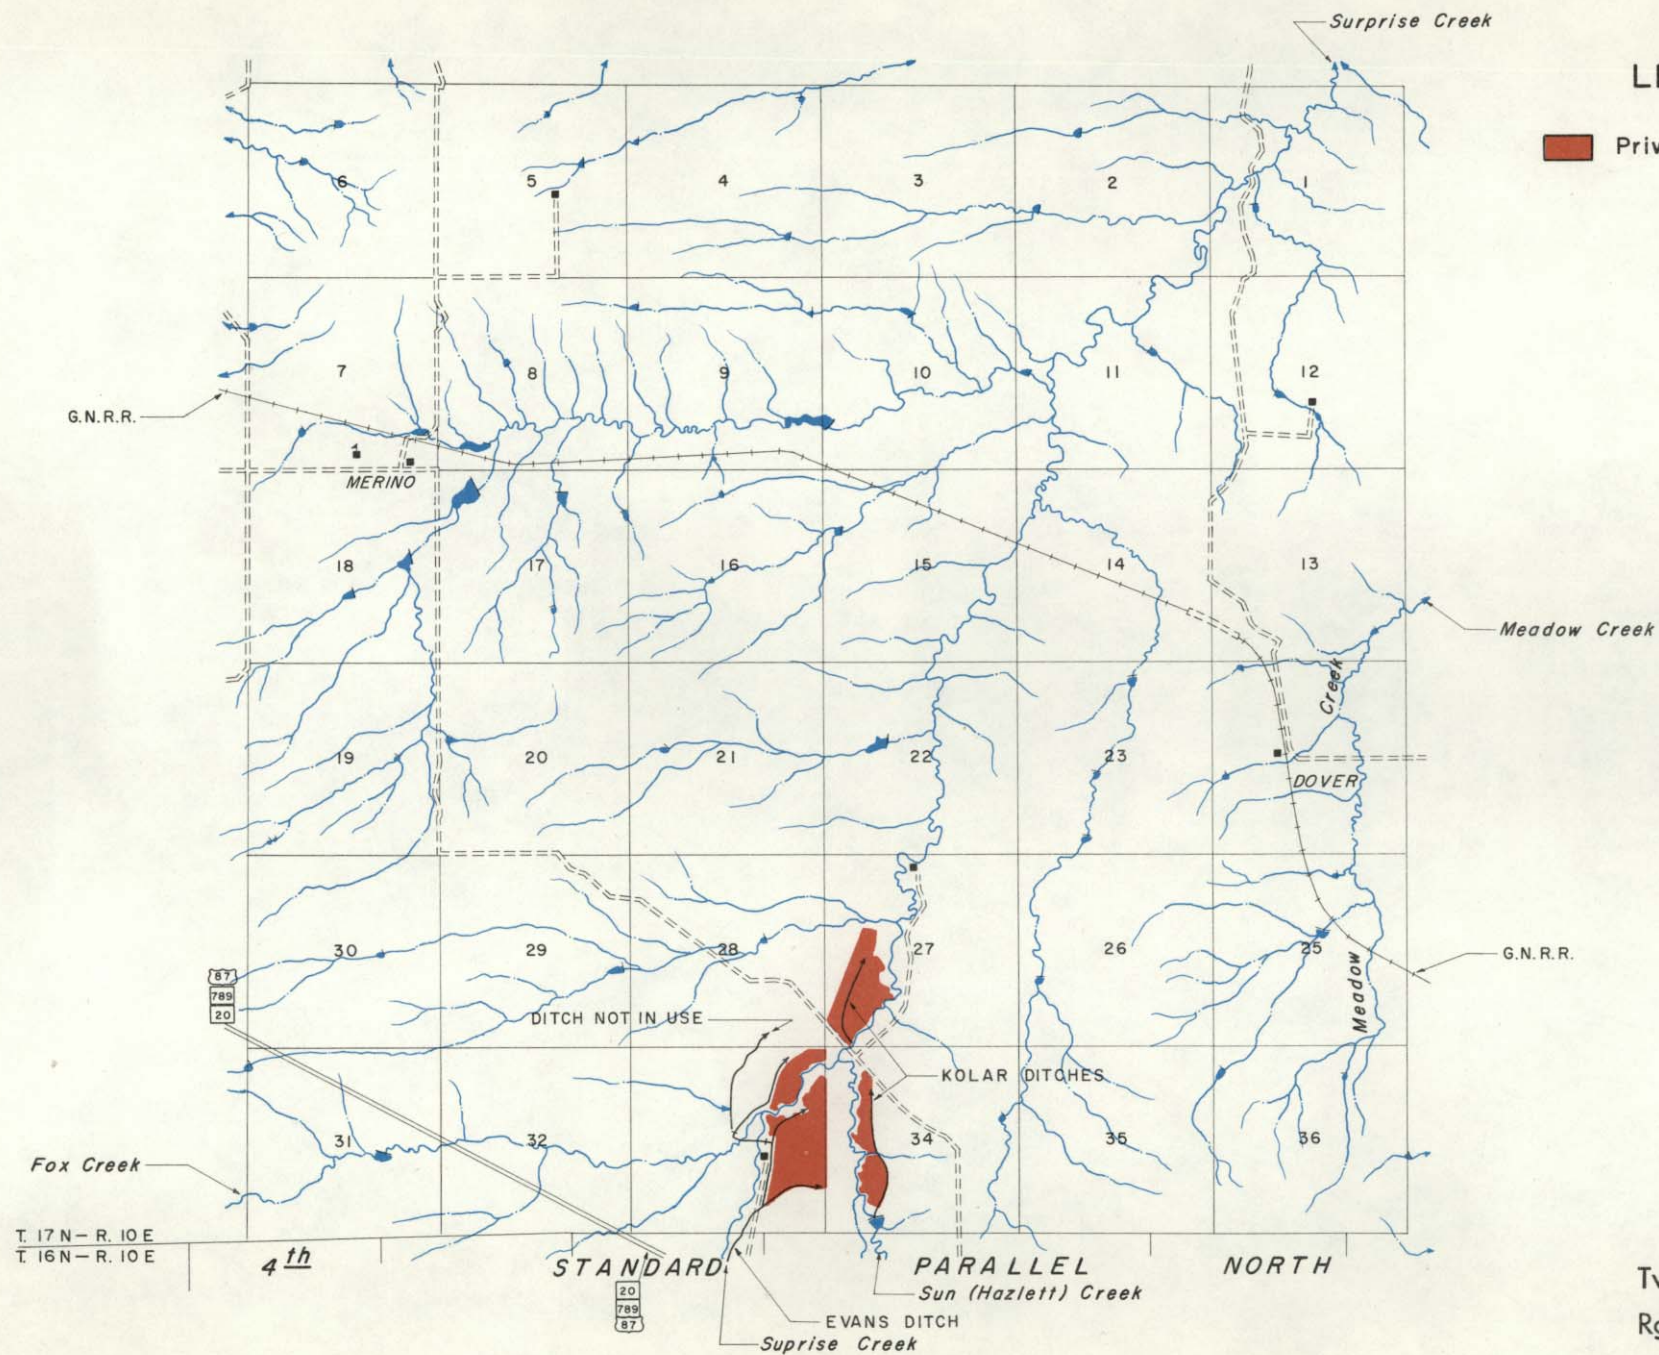 Surprise Creek
LE
Priv
6 5 4 3 2 1
7 8 9 10 11 12
G.N.R.R.
MERINO
18 17 16 15 14 13
Meadow Creek
Creek
19 20 21 22 23
DOVER
30 29 28 27 26 25
Meadow
G.N.R.R.
87
789
20
DITCH NOT IN USE
KOLAR DITCHES
31 32 34 35 36
Fox Creek
T. 17 N – R. 10 E
T. 16 N – R. 10 E
4th STANDARD PARALLEL NORTH
20
789
87
Sun (Hazlett) Creek
EVANS DITCH
Suprise Creek
Tw
Rg